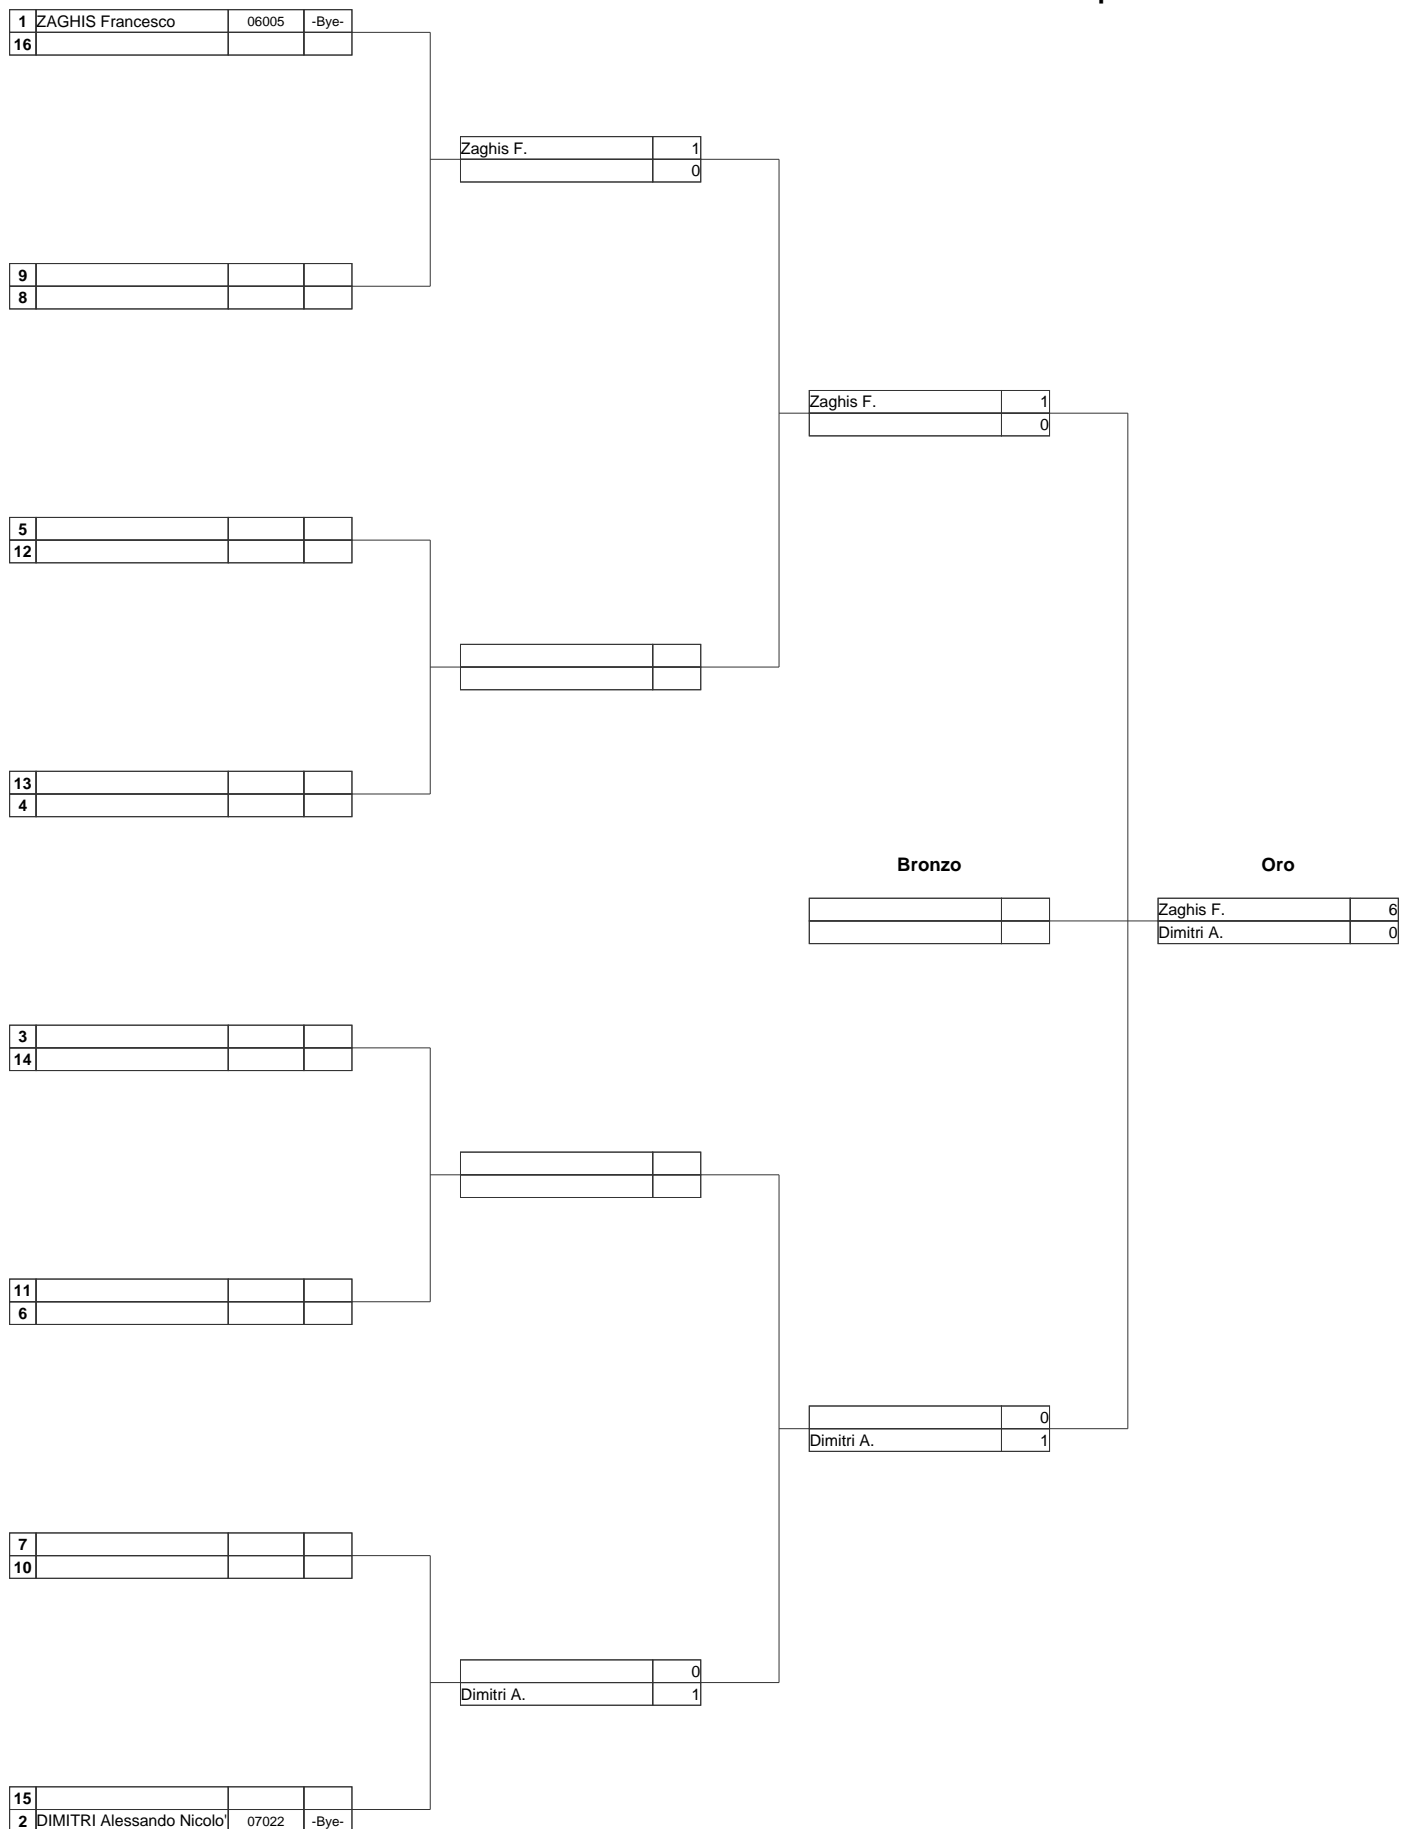 1 ZAGHIS Francesco 06005 -Bye-
16
Zaghis F. 1
0
9
8
Zaghis F. 1
0
5
12
13
4
Bronzo Oro
Zaghis F. 6
Dimitri A. 0
3
14
11
6
0
Dimitri A. 1
7
10
0
Dimitri A. 1
15
2 DIMITRI Alessando Nicolo' 07022 -Bye-